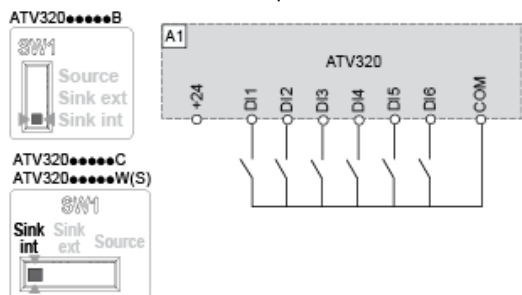 ATV320●●●●●B
SW1
Source
Sink ext
Sink int
ATV320●●●●●C
ATV320●●●●●W(S)
SW1
Sink int
Sink ext
Source
A1
ATV320
+24
DI1
DI2
DI3
DI4
DI5
DI6
COM